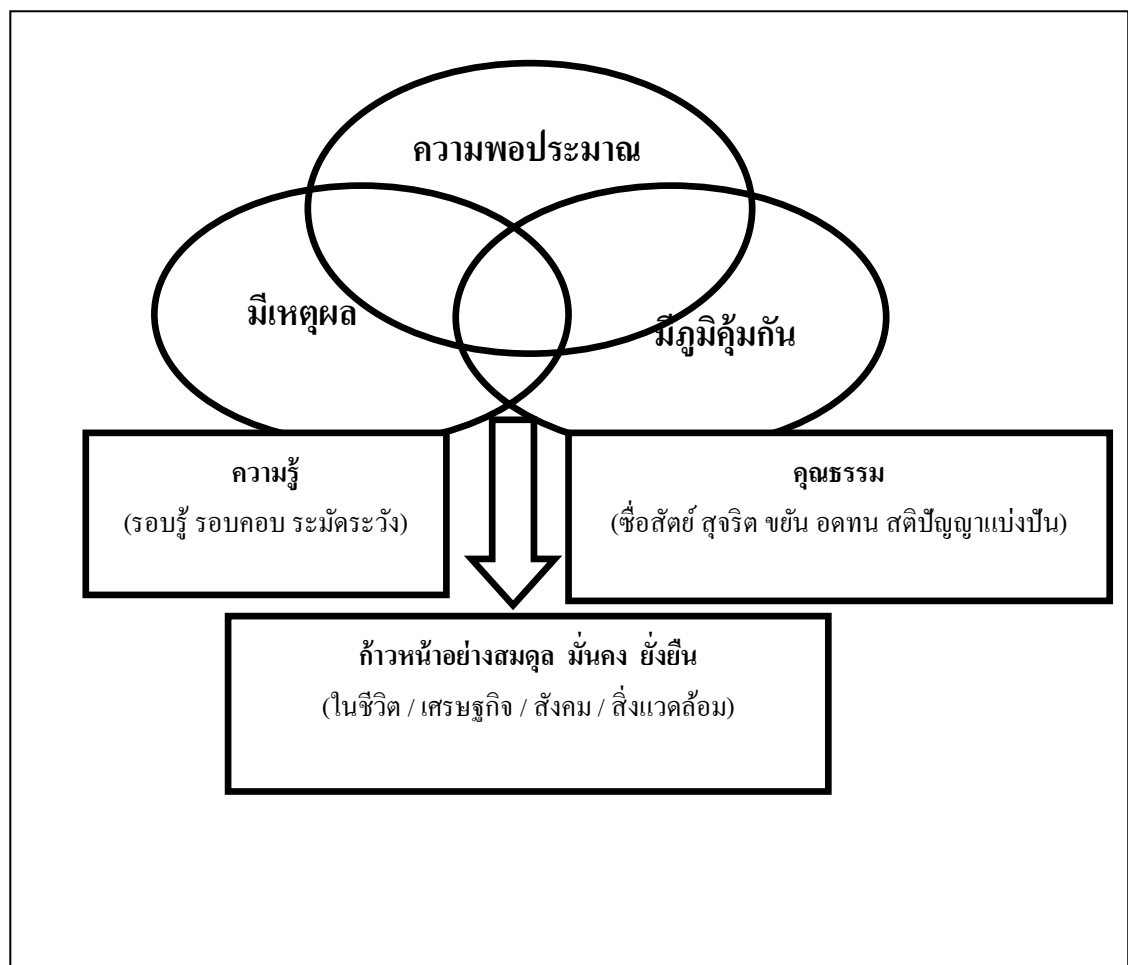 ความพอประมาณ
มีเหตุผล
มีภูมิคุ้มกัน
ความรู้
(รอบรู้ รอบคอบ ระมัดระวัง)
คุณธรรม
(ซื่อสัตย์ สุจริต ขยัน อดทน สติปัญญาแบ่งปัน)
ก้าวหน้าอย่างสมดุล มั่นคง ยั่งยืน
(ในชีวิต / เศรษฐกิจ / สังคม / สิ่งแวดล้อม)